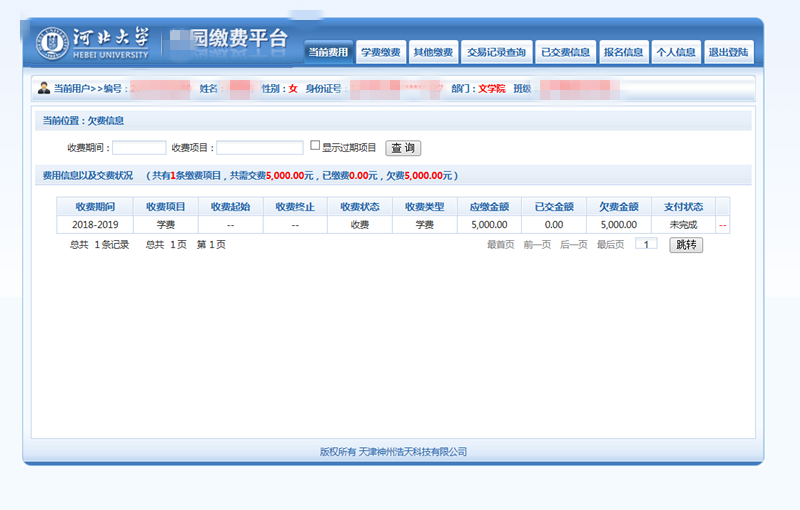 河北大学
HEBEI UNIVERSITY
园缴费平台
当前费用 学费缴费 其他缴费 交易记录查询 已交费信息 报名信息 个人信息 退出登陆
当前用户>>编号: 姓名: 性别:女 身份证号: 部门:文学院 班级
当前位置:欠费信息
收费期间: 收费项目: 显示过期项目 查 询
费用信息以及交费状况 (共有1条缴费项目,共需交费5,000.00元,已缴费0.00元,欠费5,000.00元)
收费期间 收费项目 收费起始 收费终止 收费状态 收费类型 应缴金额 已交金额 欠费金额 支付状态
2018-2019 学费 -- -- 收费 学费 5,000.00 0.00 5,000.00 未完成 --
总共 1 条记录 总共 1 页 第 1 页 最首页 前一页 后一页 最后页 1 跳转
版权所有 天津神州浩天科技有限公司